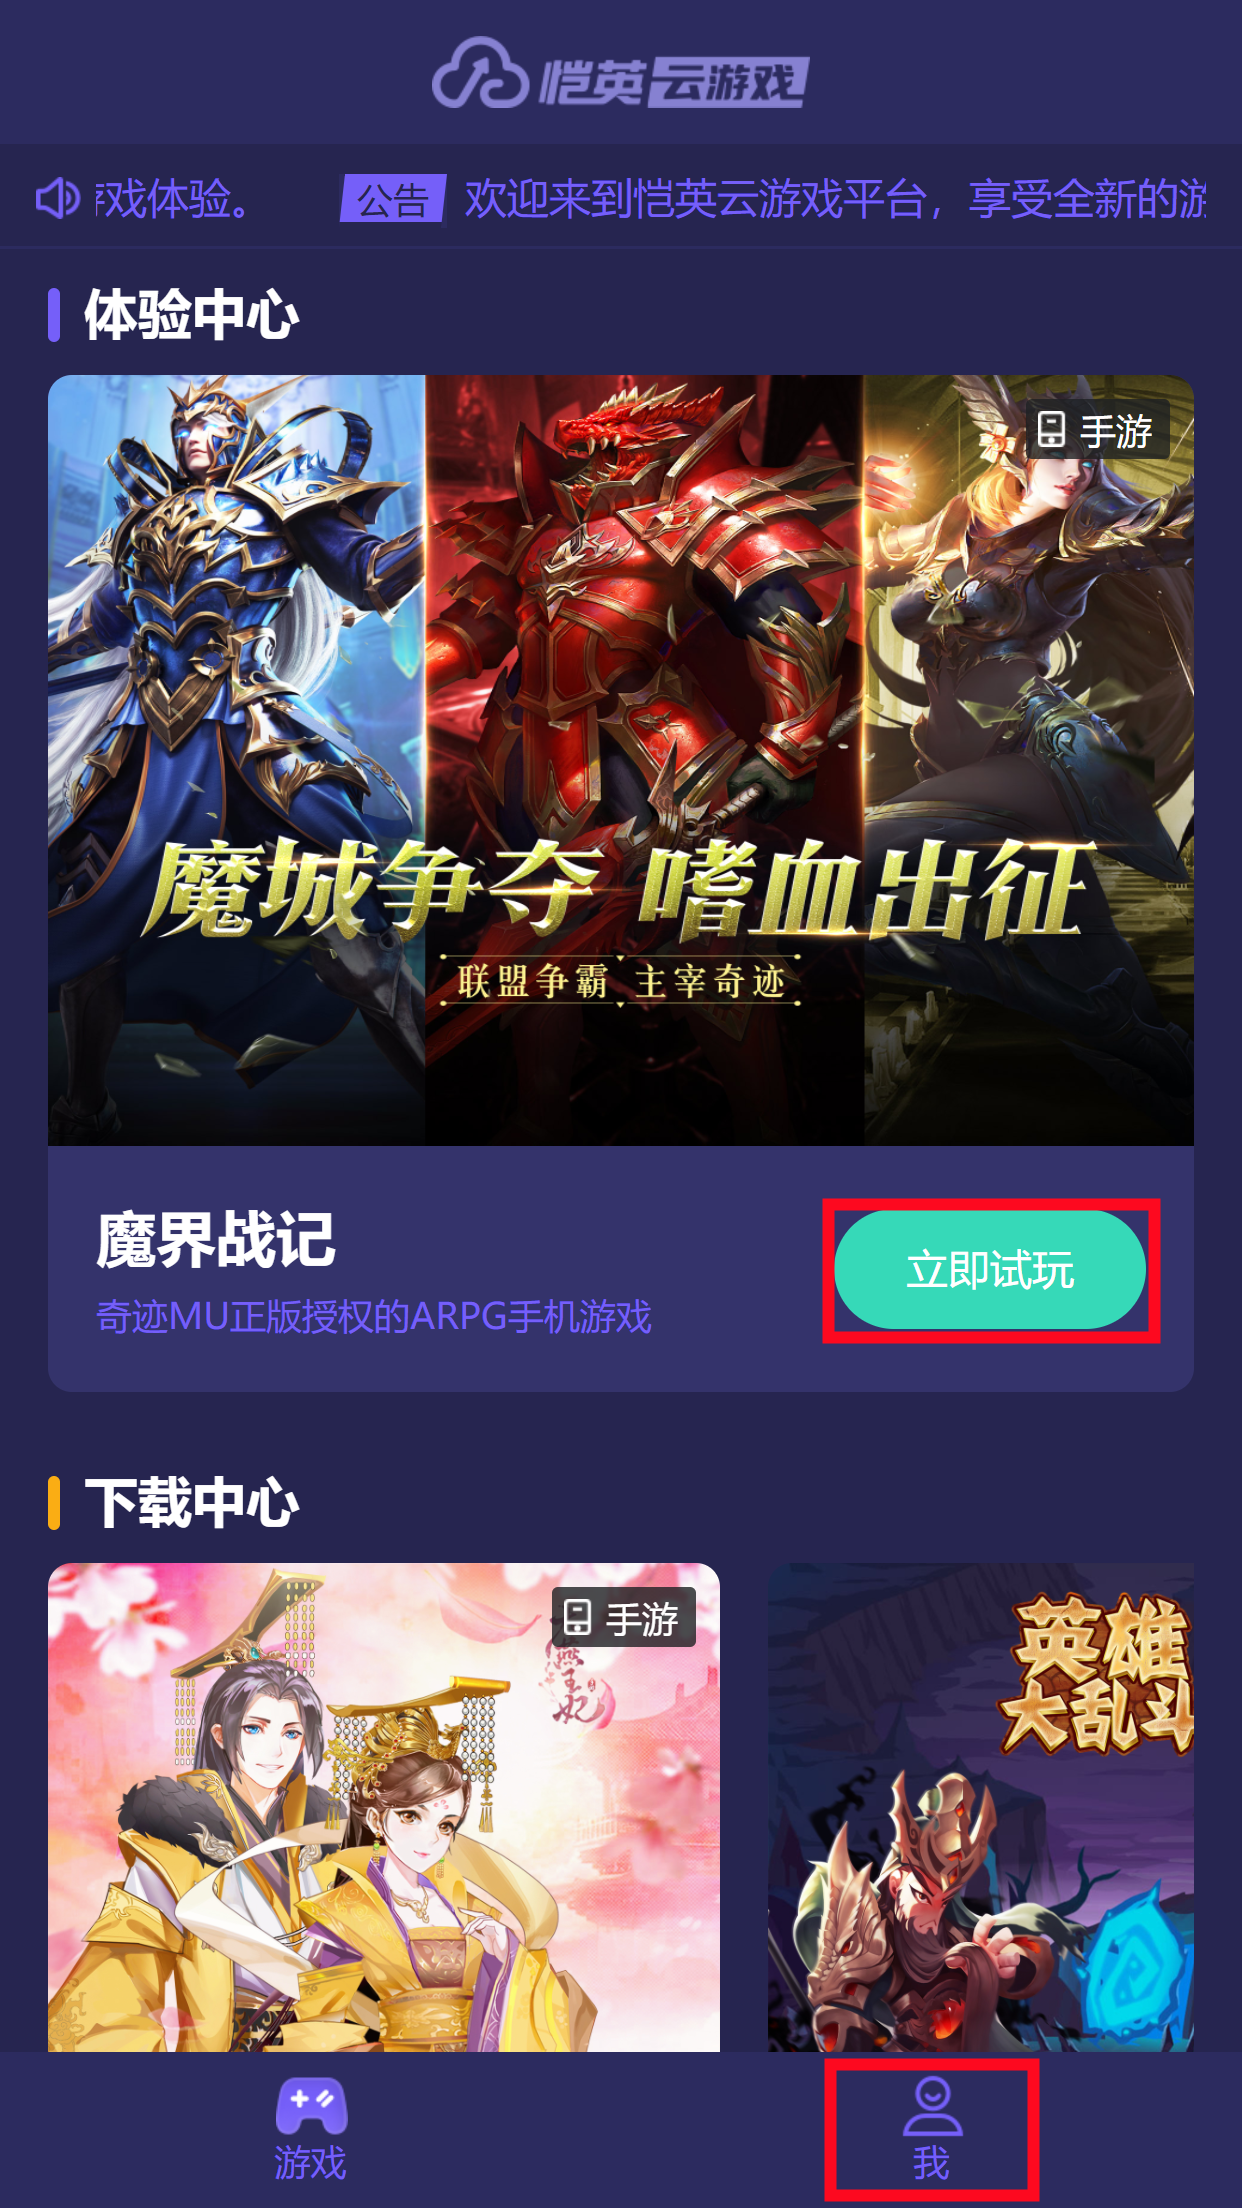 恺英云游戏
游戏体验。 公告 欢迎来到恺英云游戏平台，享受全新的游
体验中心
手游
魔城争夺 嗜血出征
联盟争霸 主宰奇迹
魔界战记
立即试玩
奇迹MU正版授权的ARPG手机游戏
下载中心
手游
燕王妃
英雄
大乱斗
游戏
我